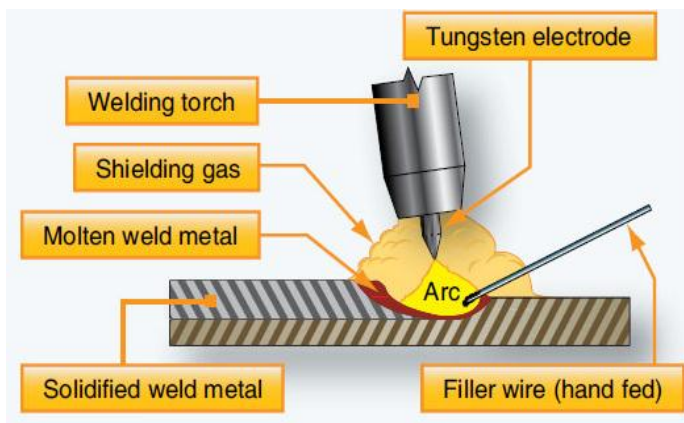 Tungsten electrode
Welding torch
Shielding gas
Molten weld metal
Arc
Solidified weld metal
Filler wire (hand fed)